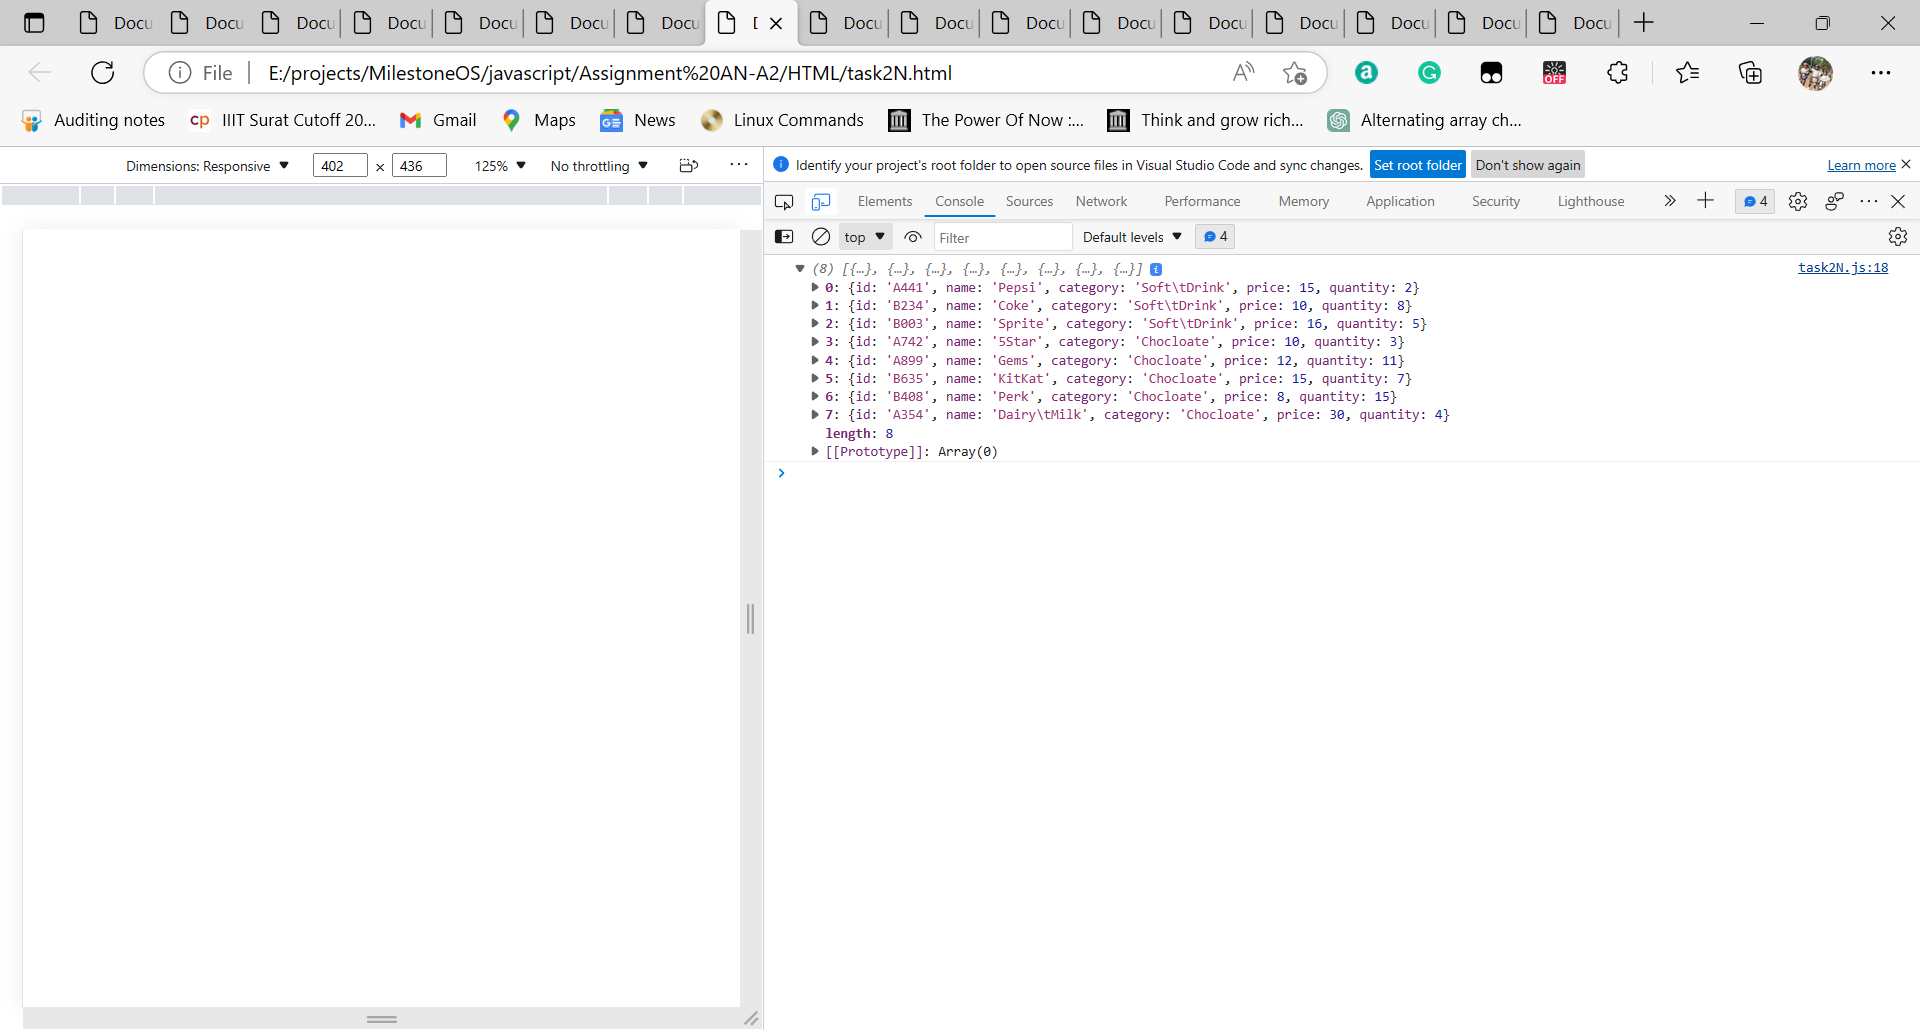 Docu Docu Docu Docu Docu Docu Docu D Docu Docu Docu Docu Docu Docu Docu Docu Docu
File E:/projects/MilestoneOS/javascript/Assignment%20AN-A2/HTML/task2N.html
Auditing notes IIIT Surat Cutoff 20... Gmail Maps News Linux Commands The Power Of Now :... Think and grow rich... Alternating array ch...
Dimensions: Responsive 402 × 436 125% No throttling
Identify your project's root folder to open source files in Visual Studio Code and sync changes. Set root folder Don't show again Learn more
Elements Console Sources Network Performance Memory Application Security Lighthouse 4
top Filter Default levels 4
(8) [{…}, {…}, {…}, {…}, {…}, {…}, {…}, {…}] task2N.js:18
0: {id: 'A441', name: 'Pepsi', category: 'Soft\tDrink', price: 15, quantity: 2}
1: {id: 'B234', name: 'Coke', category: 'Soft\tDrink', price: 10, quantity: 8}
2: {id: 'B003', name: 'Sprite', category: 'Soft\tDrink', price: 16, quantity: 5}
3: {id: 'A742', name: '5Star', category: 'Chocloate', price: 10, quantity: 3}
4: {id: 'A899', name: 'Gems', category: 'Chocloate', price: 12, quantity: 11}
5: {id: 'B635', name: 'KitKat', category: 'Chocloate', price: 15, quantity: 7}
6: {id: 'B408', name: 'Perk', category: 'Chocloate', price: 8, quantity: 15}
7: {id: 'A354', name: 'Dairy\tMilk', category: 'Chocloate', price: 30, quantity: 4}
length: 8
[[Prototype]]: Array(0)